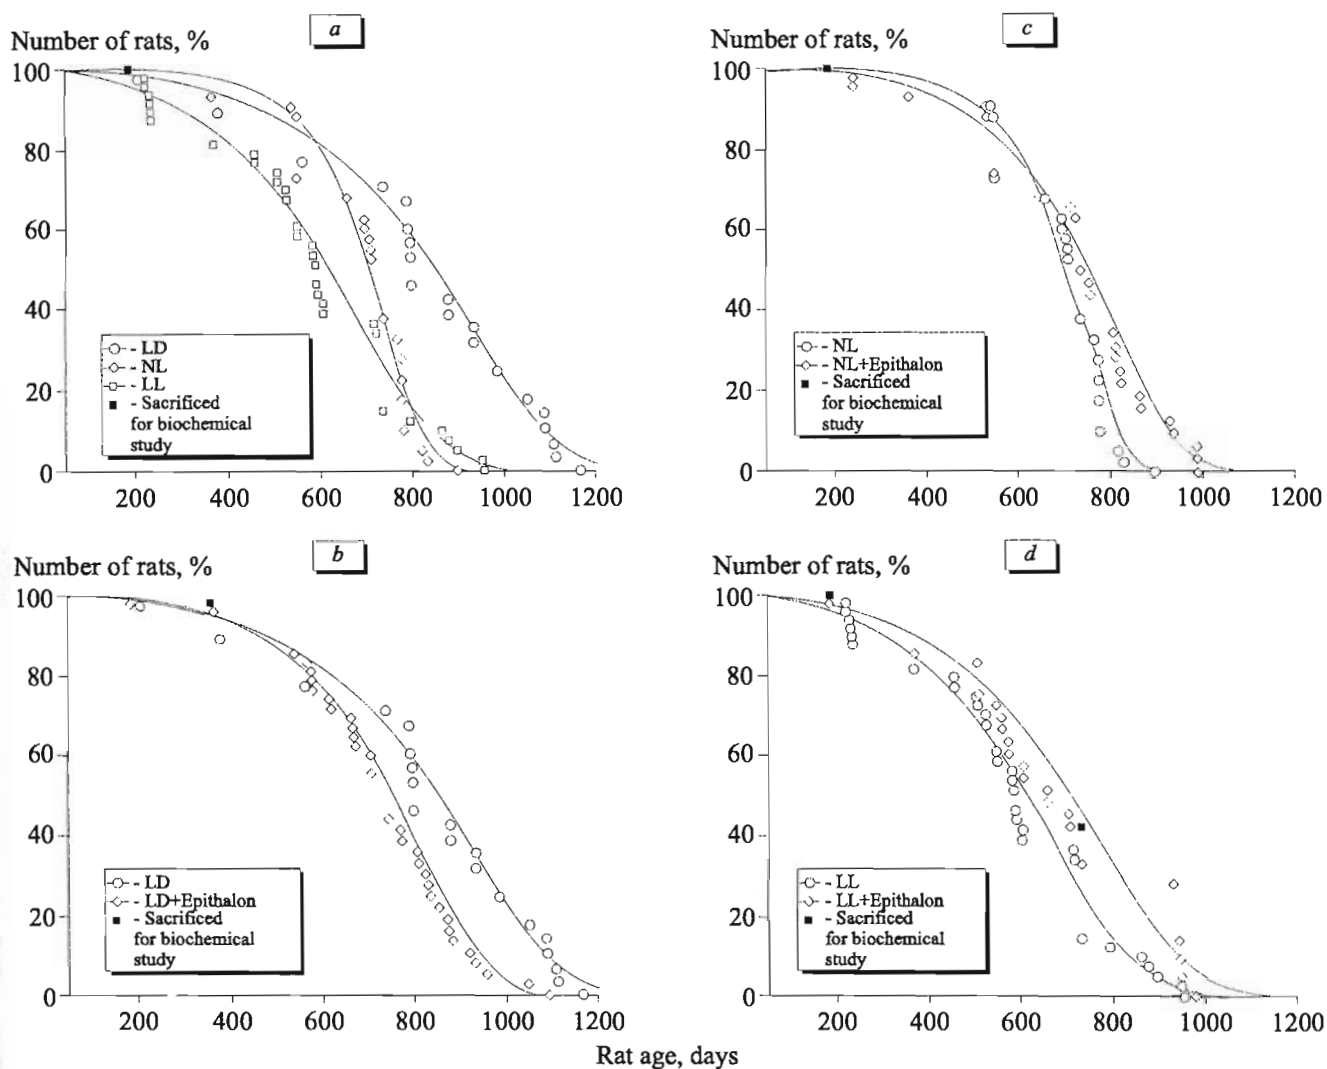 a
Number of rats, %
100
80
60
40
20
0
200 400 600 800 1000 1200
- LD
- NL
- LL
- Sacrificed
for biochemical
study
c
Number of rats, %
100
80
60
40
20
0
200 400 600 800 1000 1200
- NL
- NL+Epithalon
- Sacrificed
for biochemical
study
b
Number of rats, %
100
80
60
40
20
0
200 400 600 800 1000 1200
- LD
- LD+Epithalon
- Sacrificed
for biochemical
study
d
Number of rats, %
100
80
60
40
20
0
200 400 600 800 1000 1200
- LL
- LL+Epithalon
- Sacrificed
for biochemical
study
Rat age, days